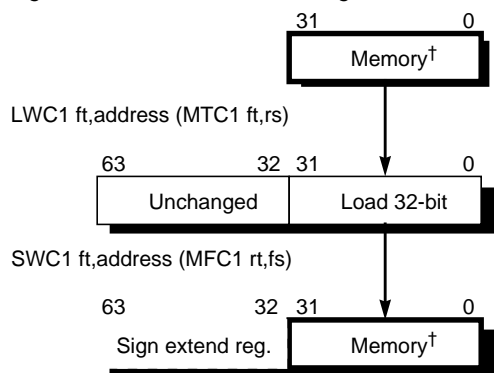 31 0
Memory†
LWC1 ft,address (MTC1 ft,rs)
63 32 31 0
Unchanged Load 32-bit
SWC1 ft,address (MFC1 rt,fs)
63 32 31 0
Sign extend reg. Memory†